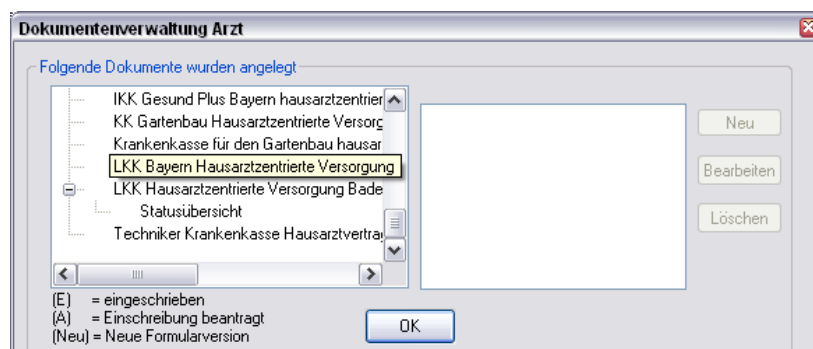 Dokumentenverwaltung Arzt
Folgende Dokumente wurden angelegt
IKK Gesund Plus Bayern hausarztzentrier
KK Gartenbau Hausarztzentrierte Versorg
Krankenkasse für den Gartenbau hausar
LKK Bayern Hausarztzentrierte Versorgung
LKK Hausarztzentrierte Versorgung Bade
Statusübersicht
Techniker Krankenkasse Hausarztvertrag
Neu
Bearbeiten
Löschen
(E) = eingeschrieben
(A) = Einschreibung beantragt
(Neu) = Neue Formularversion
OK